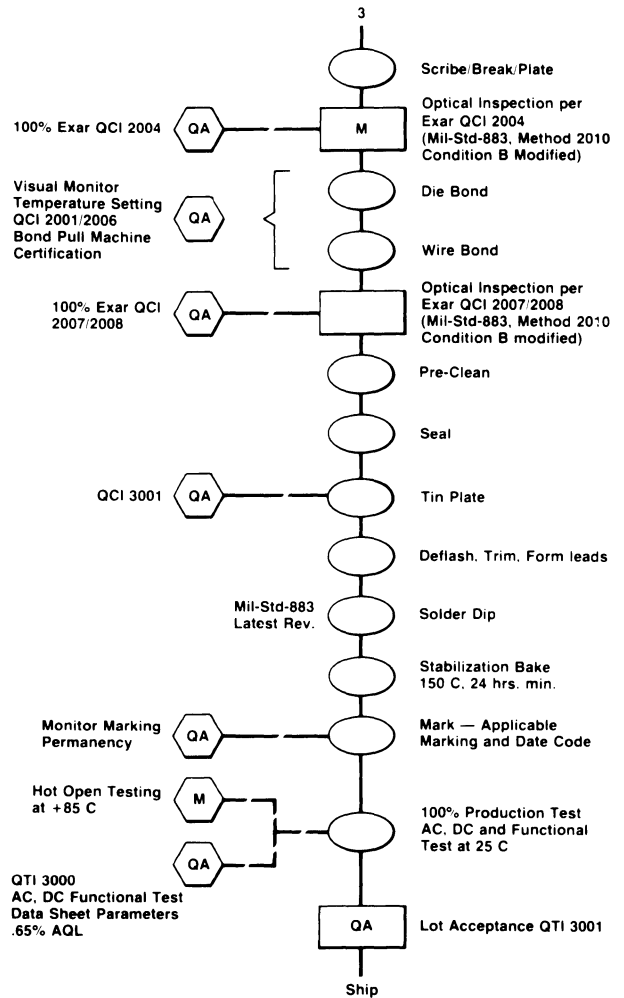 3
Scribe/Break/Plate
100% Exar QCI 2004
QA
M
Optical Inspection per
Exar QCI 2004
(Mil-Std-883, Method 2010
Condition B Modified)
Visual Monitor
Temperature Setting
QCI 2001/2006
Bond Pull Machine
Certification
QA
Die Bond
Wire Bond
100% Exar QCI
2007/2008
QA
Optical Inspection per
Exar QCI 2007/2008
(Mil-Std-883, Method 2010
Condition B modified)
Pre-Clean
Seal
QCI 3001
QA
Tin Plate
Deflash, Trim, Form leads
Mil-Std-883
Latest Rev.
Solder Dip
Stabilization Bake
150 C, 24 hrs. min.
Monitor Marking
Permanency
QA
Mark — Applicable
Marking and Date Code
Hot Open Testing
at +85 C
M
100% Production Test
AC, DC and Functional
Test at 25 C
QA
QTI 3000
AC, DC Functional Test
Data Sheet Parameters
.65% AQL
QA
Lot Acceptance QTI 3001
Ship